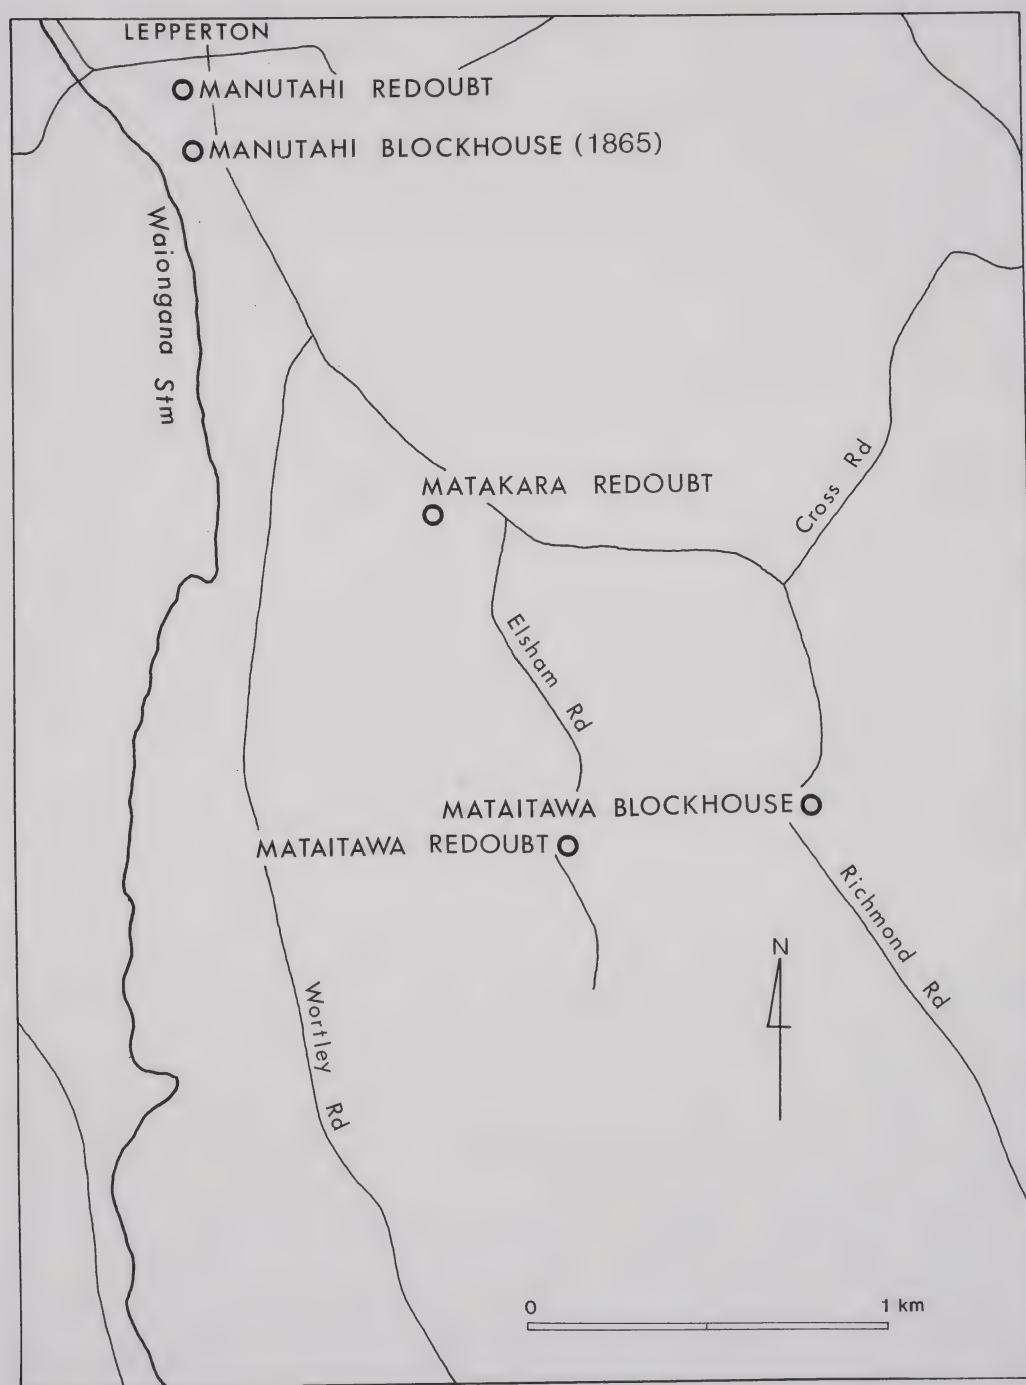 LEPPERTON
MANUTAHI REDOUBT
MANUTAHI BLOCKHOUSE (1865)
Waiongana Stm
MATAKARA REDOUBT
Cross Rd
Elsham Rd
MATAITAWA BLOCKHOUSE
MATAITAWA REDOUBT
Richmond Rd
N
Wortley Rd
0 1 km